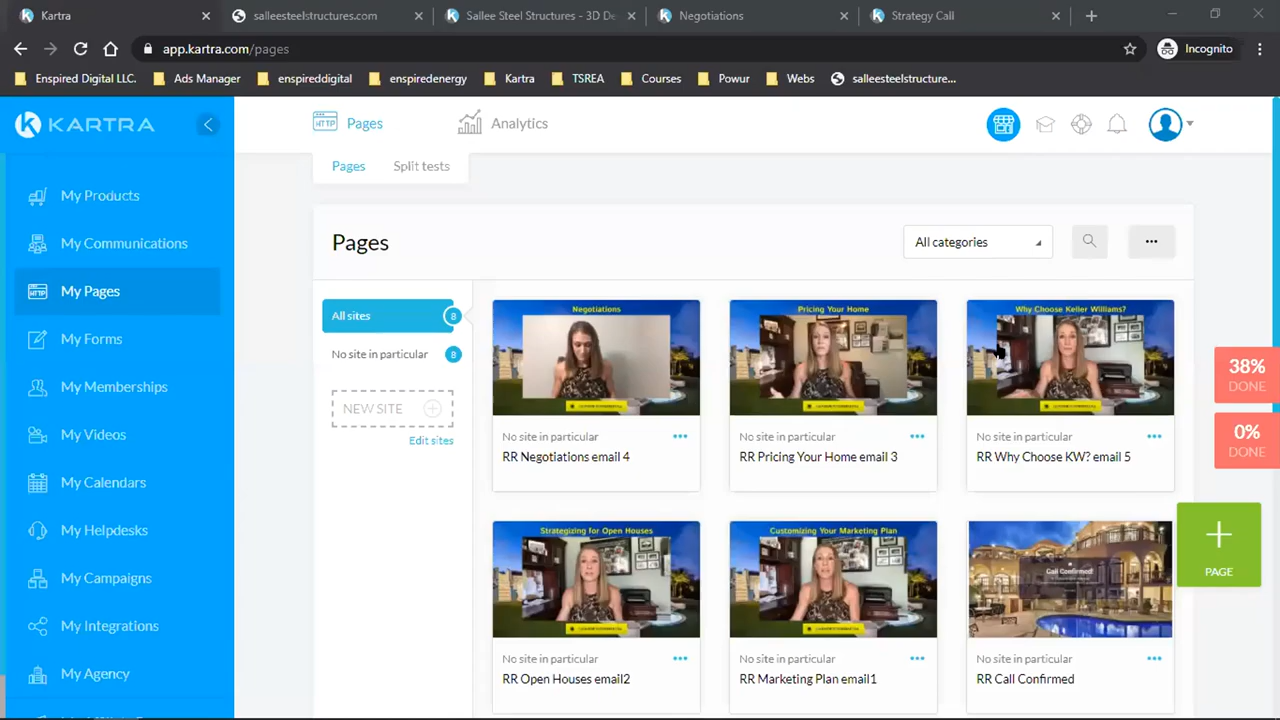 Kartra
salleesteelstructures.com
Sallee Steel Structures - 3D De
Negotiations
Strategy Call
app.kartra.com/pages
Incognito
Enspired Digital LLC.
Ads Manager
enspireddigital
enspiredenergy
Kartra
TSREA
Courses
Powur
Webs
salleesteelstructure...
KARTRA
Pages
Analytics
Pages
Split tests
My Products
My Communications
My Pages
My Forms
My Memberships
My Videos
My Calendars
My Helpdesks
My Campaigns
My Integrations
My Agency
Pages
All categories
All sites
8
No site in particular
8
NEW SITE
Edit sites
Negotiations
No site in particular
RR Negotiations email 4
Pricing Your Home
No site in particular
RR Pricing Your Home email 3
Why Choose Keller Williams?
No site in particular
RR Why Choose KW? email 5
Strategizing for Open Houses
No site in particular
RR Open Houses email2
Customizing Your Marketing Plan
No site in particular
RR Marketing Plan email1
Call Confirmed
No site in particular
RR Call Confirmed
38%
DONE
0%
DONE
PAGE